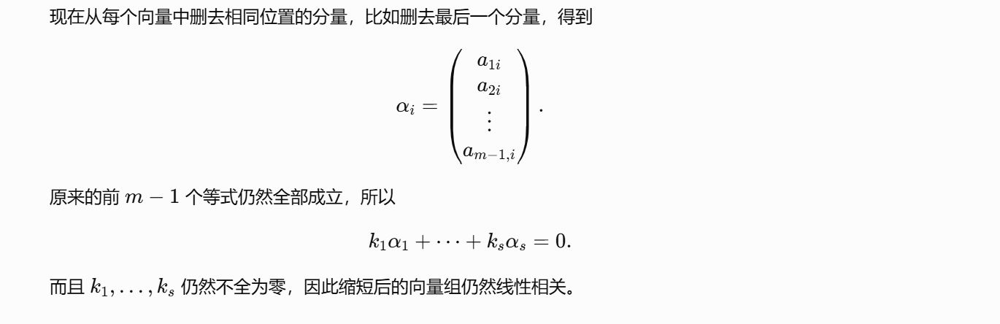 现在从每个向量中删去相同位置的分量，比如删去最后一个分量，得到
$$\alpha_i = \begin{pmatrix} a_{1i} \\ a_{2i} \\ \vdots \\ a_{m-1,i} \end{pmatrix}.$$
原来的前 $m-1$ 个等式仍然全部成立，所以
$$k_1\alpha_1 + \cdots + k_s\alpha_s = 0.$$
而且 $k_1, \ldots, k_s$ 仍然不全为零，因此缩短后的向量组仍然线性相关。